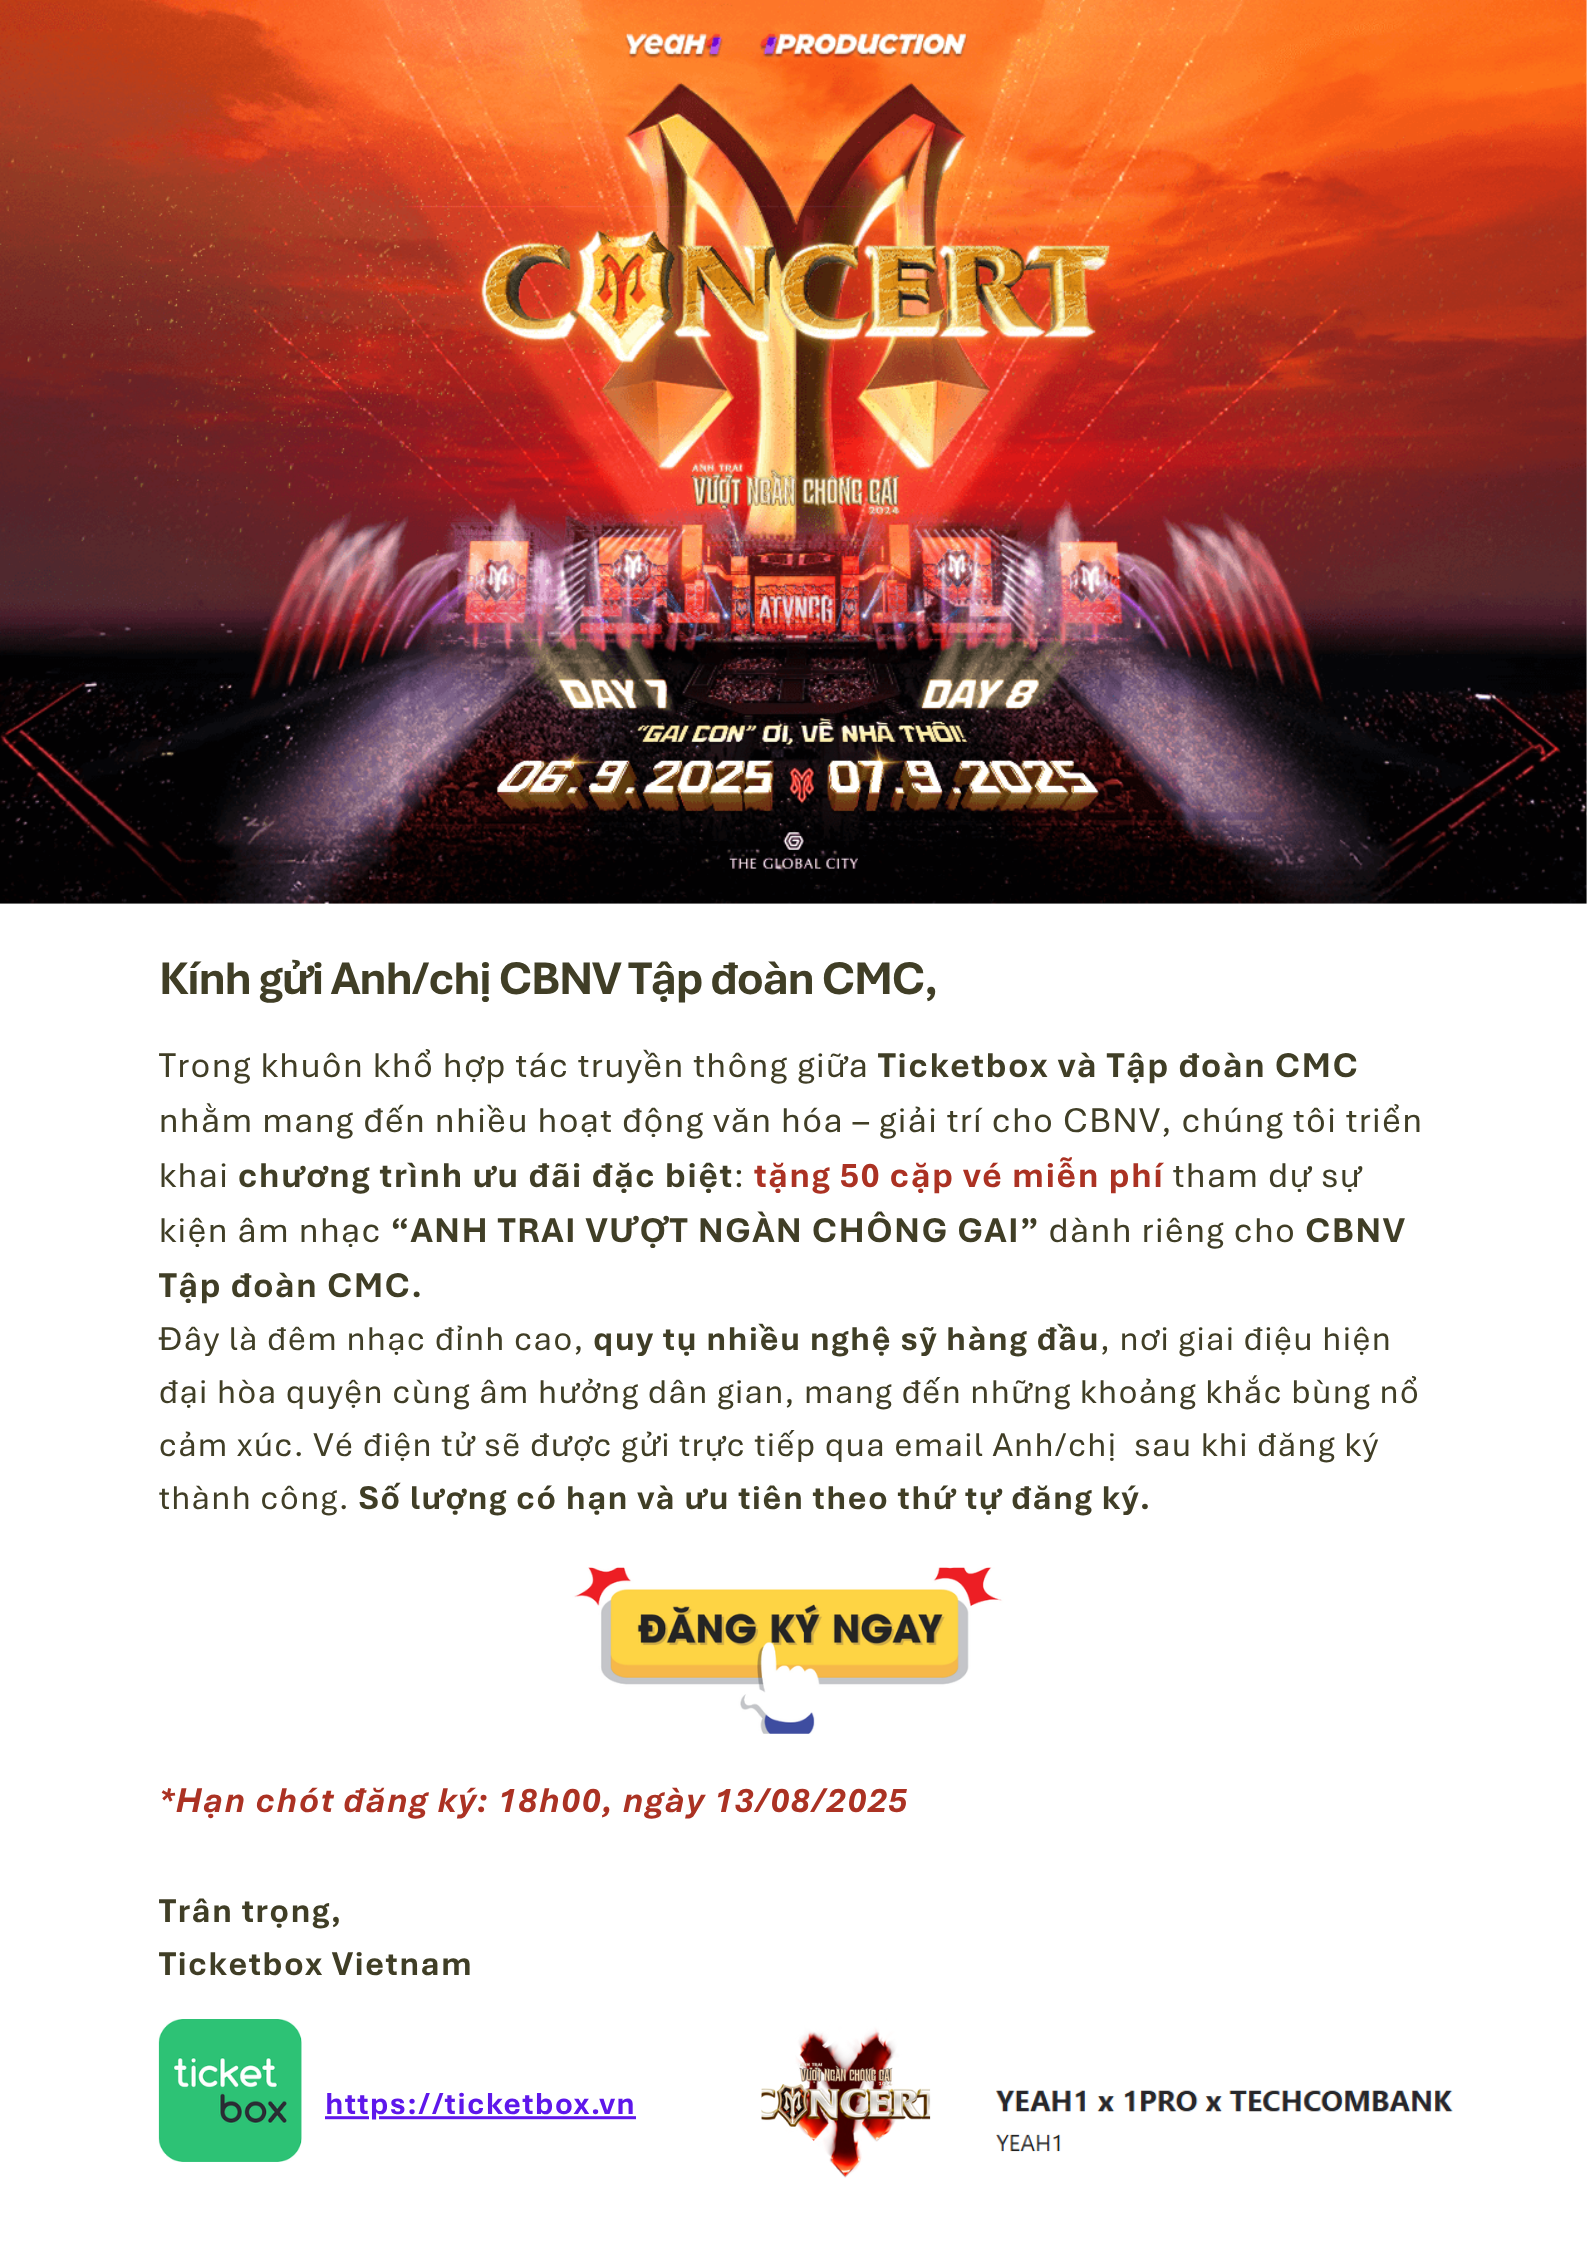 YeaH1 1PRODUCTION
CONCERT
ANH TRAI
VƯỢT NGÀN CHÔNG GAI
2024
ATVNCG
DAY 7 DAY 8
“GAI CON” ƠI, VỀ NHÀ THÔI!
06.9.2025 07.9.2025
THE GLOBAL CITY
Kính gửi Anh/chị CBNV Tập đoàn CMC,
Trong khuôn khổ hợp tác truyền thông giữa Ticketbox và Tập đoàn CMC
nhằm mang đến nhiều hoạt động văn hóa – giải trí cho CBNV, chúng tôi triển
khai chương trình ưu đãi đặc biệt: tặng 50 cặp vé miễn phí tham dự sự
kiện âm nhạc “ANH TRAI VƯỢT NGÀN CHÔNG GAI” dành riêng cho CBNV
Tập đoàn CMC.
Đây là đêm nhạc đỉnh cao, quy tụ nhiều nghệ sỹ hàng đầu, nơi giai điệu hiện
đại hòa quyện cùng âm hưởng dân gian, mang đến những khoảng khắc bùng nổ
cảm xúc. Vé điện tử sẽ được gửi trực tiếp qua email Anh/chị sau khi đăng ký
thành công. Số lượng có hạn và ưu tiên theo thứ tự đăng ký.
ĐĂNG KÝ NGAY
*Hạn chót đăng ký: 18h00, ngày 13/08/2025
Trân trọng,
Ticketbox Vietnam
ticket
box
https://ticketbox.vn
ANH TRAI
VƯỢT NGÀN CHÔNG GAI
CONCERT
YEAH1 x 1PRO x TECHCOMBANK
YEAH1